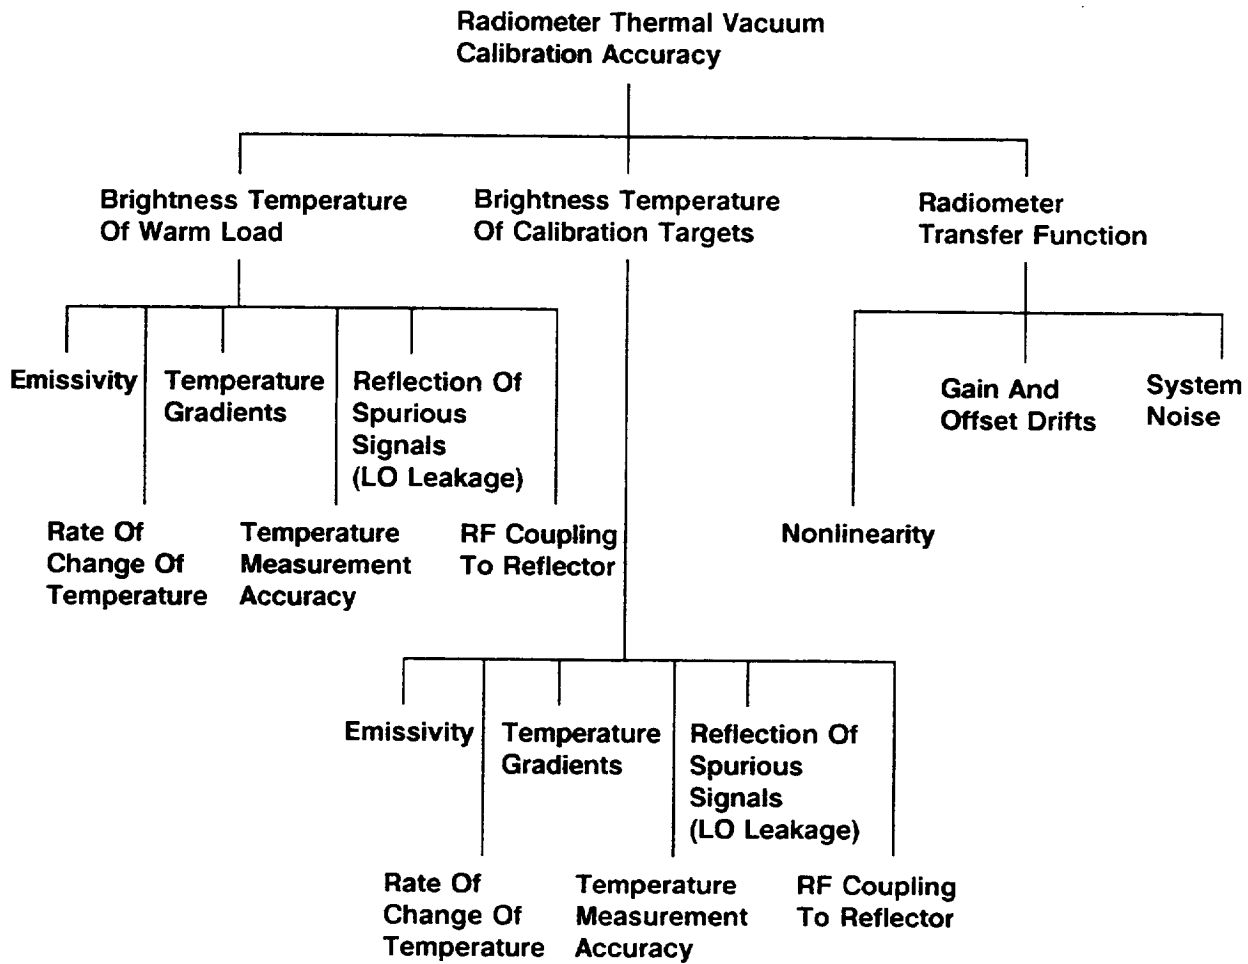 Radiometer Thermal Vacuum
Calibration Accuracy
Brightness Temperature
Of Warm Load
Brightness Temperature
Of Calibration Targets
Radiometer
Transfer Function
Emissivity
Temperature
Gradients
Reflection Of
Spurious
Signals
(LO Leakage)
Gain And
Offset Drifts
System
Noise
Rate Of
Change Of
Temperature
Temperature
Measurement
Accuracy
RF Coupling
To Reflector
Nonlinearity
Emissivity
Temperature
Gradients
Reflection Of
Spurious
Signals
(LO Leakage)
Rate Of
Change Of
Temperature
Temperature
Measurement
Accuracy
RF Coupling
To Reflector